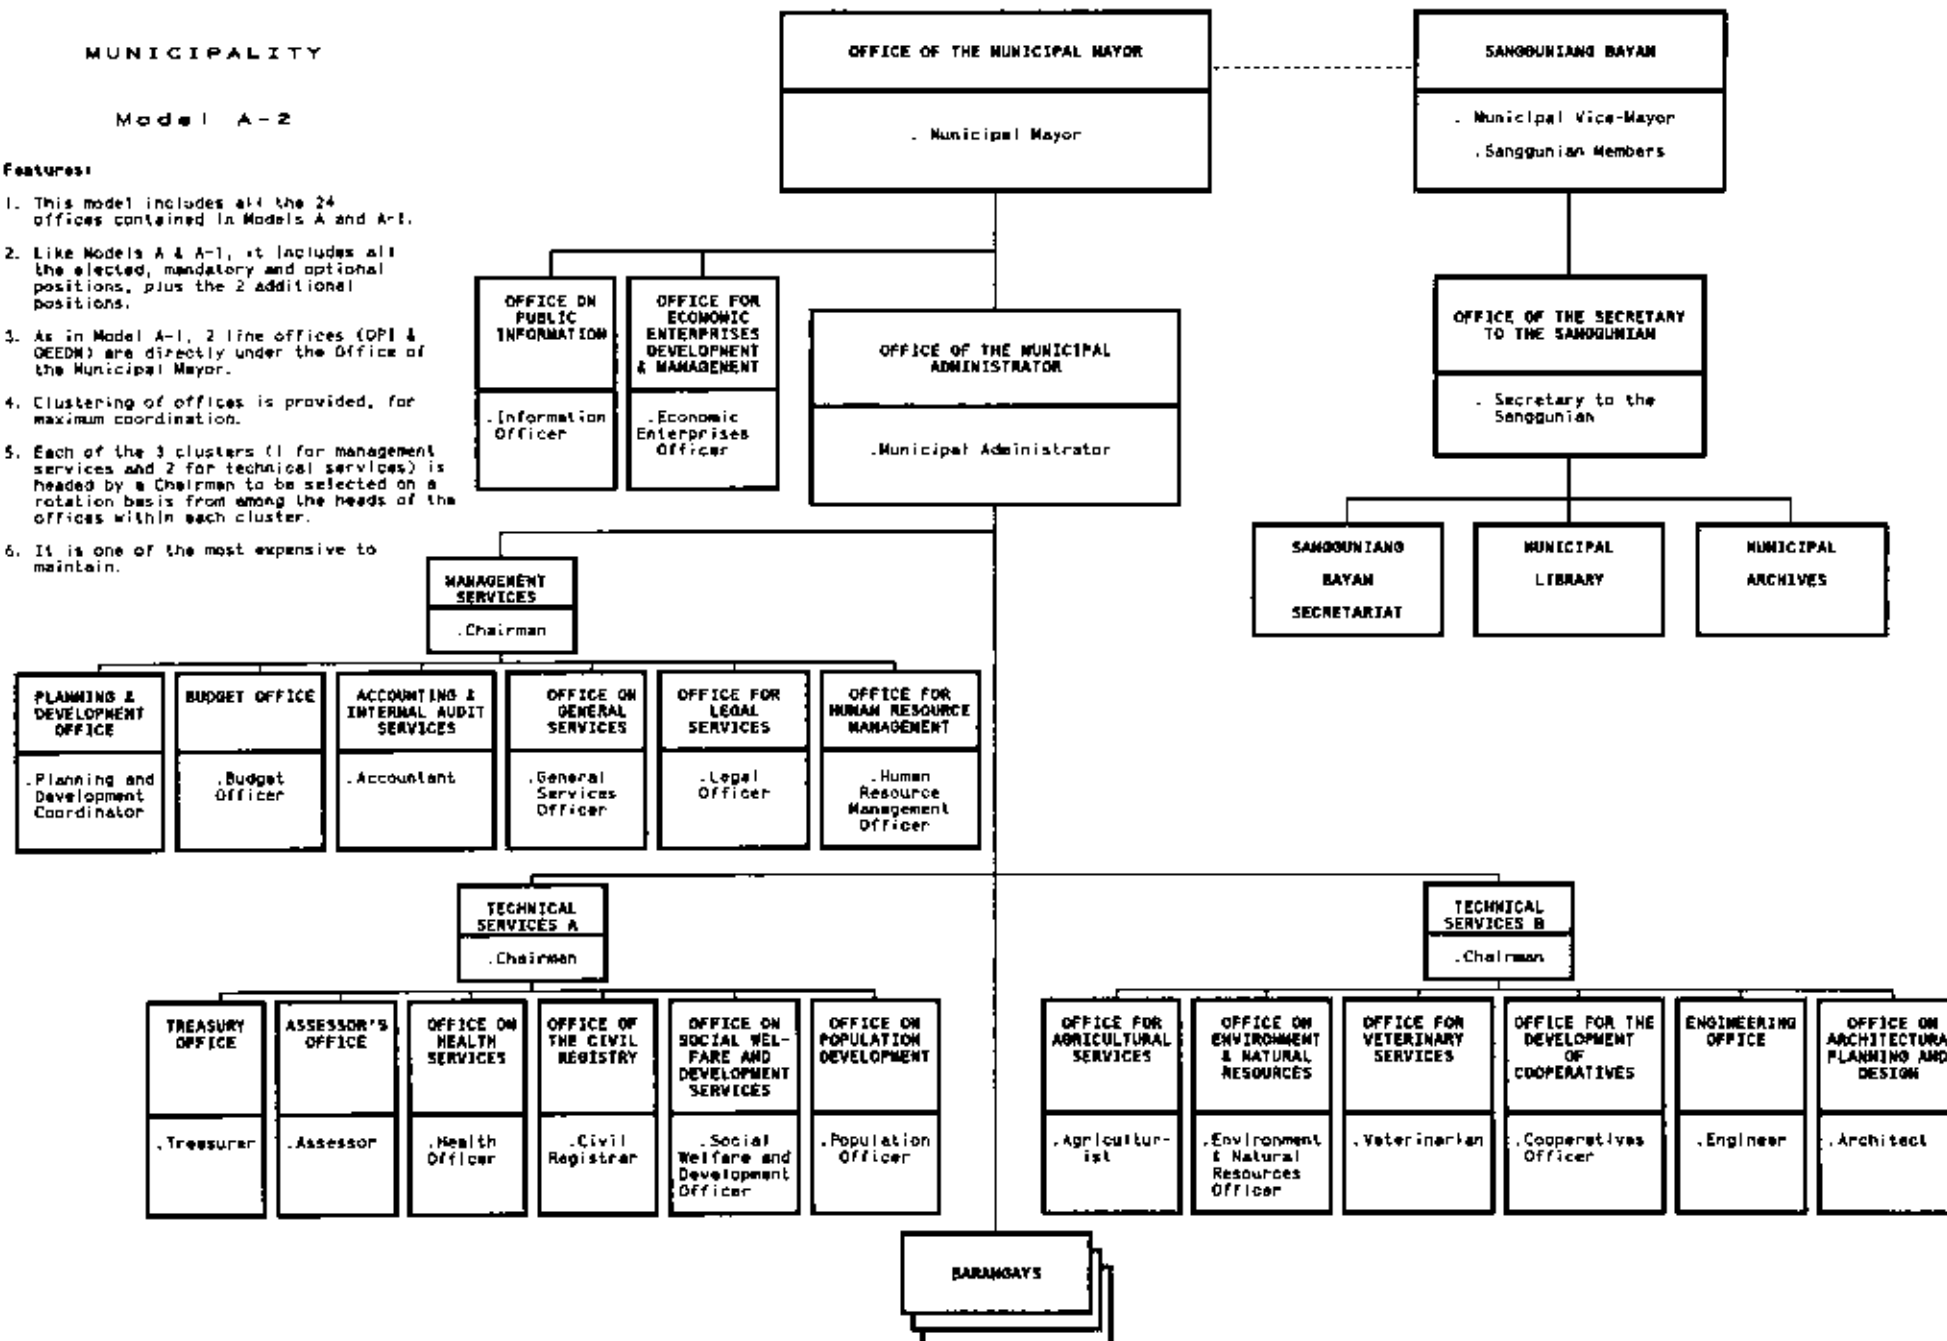 MUNICIPALITY
Model A-2
Features:
1. This model includes all the 24
offices contained in Models A and A-1.
2. Like Models A & A-1, it includes all
the elected, mandatory and optional
positions, plus the 2 additional
positions.
3. As in Model A-1, 2 line offices (OPI &
OEEDM) are directly under the Office of
the Municipal Mayor.
4. Clustering of offices is provided, for
maximum coordination.
5. Each of the 3 clusters (1 for management
services and 2 for technical services) is
headed by a Chairman to be selected on a
rotation basis from among the heads of the
offices within each cluster.
6. It is one of the most expensive to
maintain.
OFFICE OF THE MUNICIPAL MAYOR
. Municipal Mayor
SANGGUNIANG BAYAN
. Municipal Vice-Mayor
.Sanggunian Members
OFFICE ON
PUBLIC
INFORMATION
.Information
Officer
OFFICE FOR
ECONOMIC
ENTERPRISES
DEVELOPMENT
& MANAGEMENT
.Economic
Enterprises
Officer
OFFICE OF THE MUNICIPAL
ADMINISTRATOR
.Municipal Administrator
OFFICE OF THE SECRETARY
TO THE SANGGUNIAN
. Secretary to the
Sanggunian
SANGGUNIANG
BAYAN
SECRETARIAT
MUNICIPAL
LIBRARY
MUNICIPAL
ARCHIVES
MANAGEMENT
SERVICES
.Chairman
PLANNING &
DEVELOPMENT
OFFICE
.Planning and
Development
Coordinator
BUDGET OFFICE
.Budget
Officer
ACCOUNTING &
INTERNAL AUDIT
SERVICES
.Accountant
OFFICE ON
GENERAL
SERVICES
.General
Services
Officer
OFFICE FOR
LEGAL
SERVICES
.Legal
Officer
OFFICE FOR
HUMAN RESOURCE
MANAGEMENT
.Human
Resource
Management
Officer
TECHNICAL
SERVICES A
.Chairman
TECHNICAL
SERVICES B
.Chairman
TREASURY
OFFICE
.Treasurer
ASSESSOR'S
OFFICE
.Assessor
OFFICE ON
HEALTH
SERVICES
.Health
Officer
OFFICE OF
THE CIVIL
REGISTRY
.Civil
Registrar
OFFICE ON
SOCIAL WEL-
FARE AND
DEVELOPMENT
SERVICES
.Social
Welfare and
Development
Officer
OFFICE ON
POPULATION
DEVELOPMENT
.Population
Officer
OFFICE FOR
AGRICULTURAL
SERVICES
.Agricultur-
ist
OFFICE ON
ENVIRONMENT
& NATURAL
RESOURCES
.Environment
& Natural
Resources
Officer
OFFICE FOR
VETERINARY
SERVICES
.Veterinarian
OFFICE FOR THE
DEVELOPMENT
OF
COOPERATIVES
.Cooperatives
Officer
ENGINEERING
OFFICE
.Engineer
OFFICE ON
ARCHITECTURA
PLANNING AND
DESIGN
.Architect
BARANGAYS